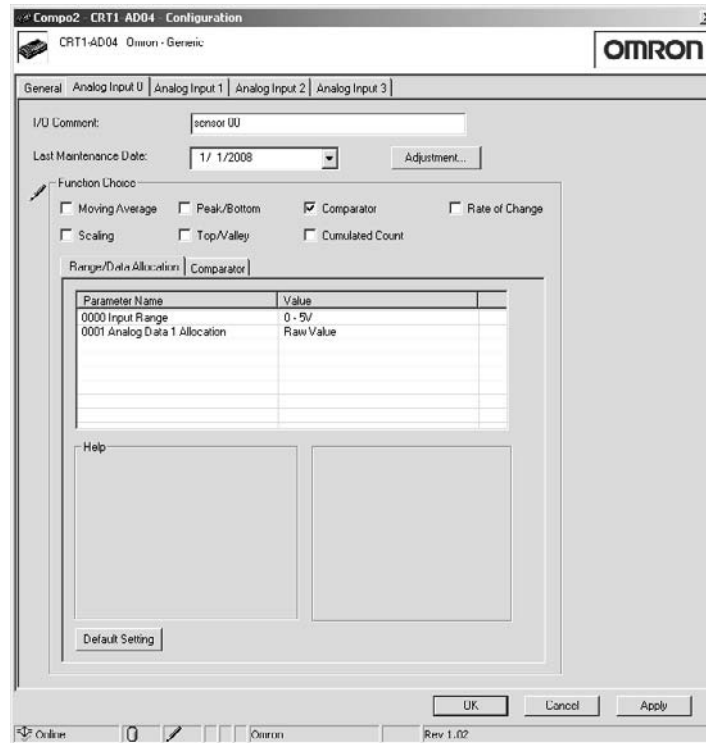 Compo2 - CRT1-AD04 - Configuration
CRT1-AD04 Omron - Generic
OMRON
General Analog Input 0 Analog Input 1 Analog Input 2 Analog Input 3
I/O Comment: sensor 00
Last Maintenance Date: 1/ 1/2008 Adjustment...
Function Choice
Moving Average Peak/Bottom Comparator Rate of Change
Scaling Top/Valley Cumulated Count
Range/Data Allocation Comparator
Parameter Name Value
0000 Input Range 0 - 5V
0001 Analog Data 1 Allocation Raw Value
Help
Default Setting
OK Cancel Apply
Online Omron Rev 1.02